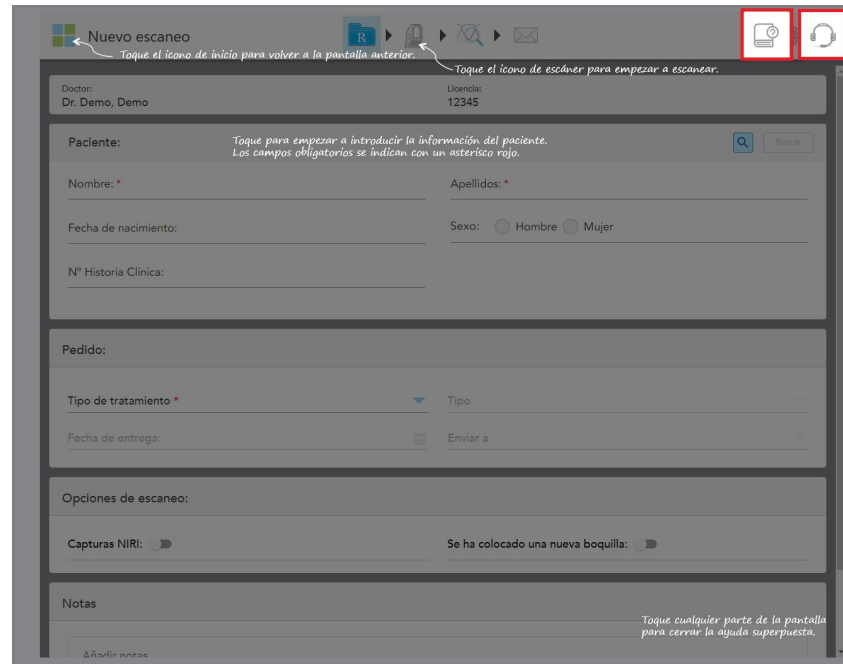 Nuevo escaneo
R
Toque el icono de inicio para volver a la pantalla anterior.
Toque el icono de escáner para empezar a escanear.
Doctor:
Dr. Demo, Demo
Licencia:
12345
Paciente:
Toque para empezar a introducir la información del paciente.
Los campos obligatorios se indican con un asterisco rojo.
Borrar
Nombre: *
Apellidos: *
Fecha de nacimiento:
Sexo: Hombre Mujer
Nº Historia Clínica:
Pedido:
Tipo de tratamiento *
Tipo
Fecha de entrega:
Enviar a
Opciones de escaneo:
Capturas NIRI:
Se ha colocado una nueva boquilla:
Notas
Toque cualquier parte de la pantalla
para cerrar la ayuda superpuesta.
Añadir notas